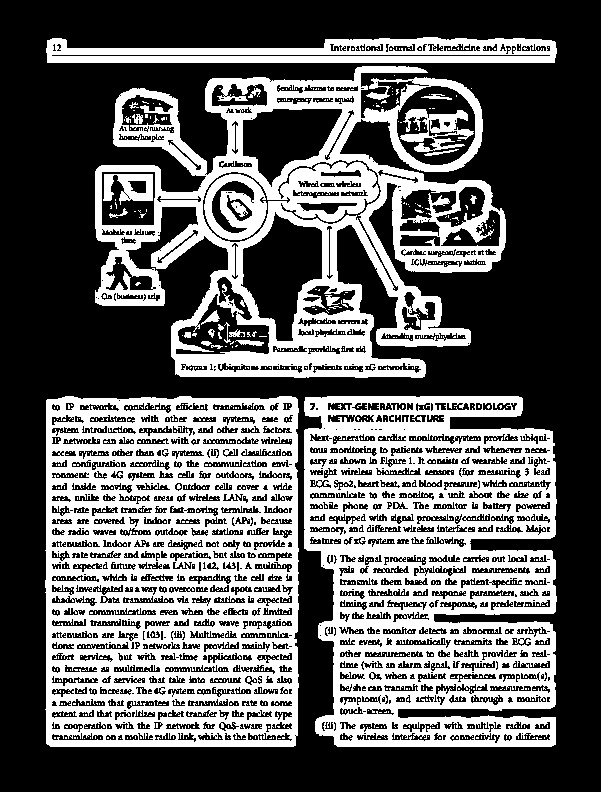 12
International Journal of Telemedicine and Applications
Sending alarms to nearest
emergency rescue squad
At work
At home/nursing
home/hospice
Cardiumon
Wired cum wireless
heterogeneous network
Mobile as leisure
time
Cardiac surgeon/expert at the
ICU/emergency station
On (business) trip
Application servers at
local physician clinic
Attending nurse/physician
Paramedic providing first aid
Figure 1: Ubiquitous monitoring of patients using xG networking.
to IP networks, considering efficient transmission of IP
packets, coexistence with other access systems, ease of
system introduction, expandability, and other such factors.
IP networks can also connect with or accommodate wireless
access systems other than 4G systems. (ii) Cell classification
and configuration according to the communication envi-
ronment: the 4G system has cells for outdoors, indoors,
and inside moving vehicles. Outdoor cells cover a wide
area, unlike the hotspot areas of wireless LANs, and allow
high-rate packet transfer for fast-moving terminals. Indoor
areas are covered by indoor access point (APs), because
the radio waves to/from outdoor base stations suffer large
attenuation. Indoor APs are designed not only to provide a
high rate transfer and simple operation, but also to compete
with expected future wireless LANs [142, 143]. A multihop
connection, which is effective in expanding the cell size is
being investigated as a way to overcome dead spots caused by
shadowing. Data transmission via relay stations is expected
to allow communications even when the effects of limited
terminal transmitting power and radio wave propagation
attenuation are large [103]. (iii) Multimedia communica-
tions: conventional IP networks have provided mainly best-
effort services, but with real-time applications expected
to increase as multimedia communication diversifies, the
importance of services that take into account QoS is also
expected to increase. The 4G system configuration allows for
a mechanism that guarantees the transmission rate to some
extent and that prioritizes packet transfer by the packet type
in cooperation with the IP network for QoS-aware packet
transmission on a mobile radio link, which is the bottleneck.
7. NEXT-GENERATION (xG) TELECARDIOLOGY
NETWORK ARCHITECTURE
Next-generation cardiac monitoringsystem provides ubiqui-
tous monitoring to patients wherever and whenever neces-
sary as shown in Figure 1. It consists of wearable and light-
weight wireless biomedical sensors (for measuring 3 lead
ECG, Spo2, heart beat, and blood pressure) which constantly
communicate to the monitor, a unit about the size of a
mobile phone or PDA. The monitor is battery powered
and equipped with signal processing/conditioning module,
memory, and different wireless interfaces and radios. Major
features of xG system are the following.
(i) The signal processing module carries out local anal-
ysis of recorded physiological measurements and
transmits them based on the patient-specific moni-
toring thresholds and response parameters, such as
timing and frequency of response, as predetermined
by the health provider.
(ii) When the monitor detects an abnormal or arrhyth-
mic event, it automatically transmits the ECG and
other measurements to the health provider in real-
time (with an alarm signal, if required) as discussed
below. Or, when a patient experiences symptom(s),
he/she can transmit the physiological measurements,
symptom(s), and activity data through a monitor
touch-screen.
(iii) The system is equipped with multiple radios and
the wireless interfaces for connectivity to different